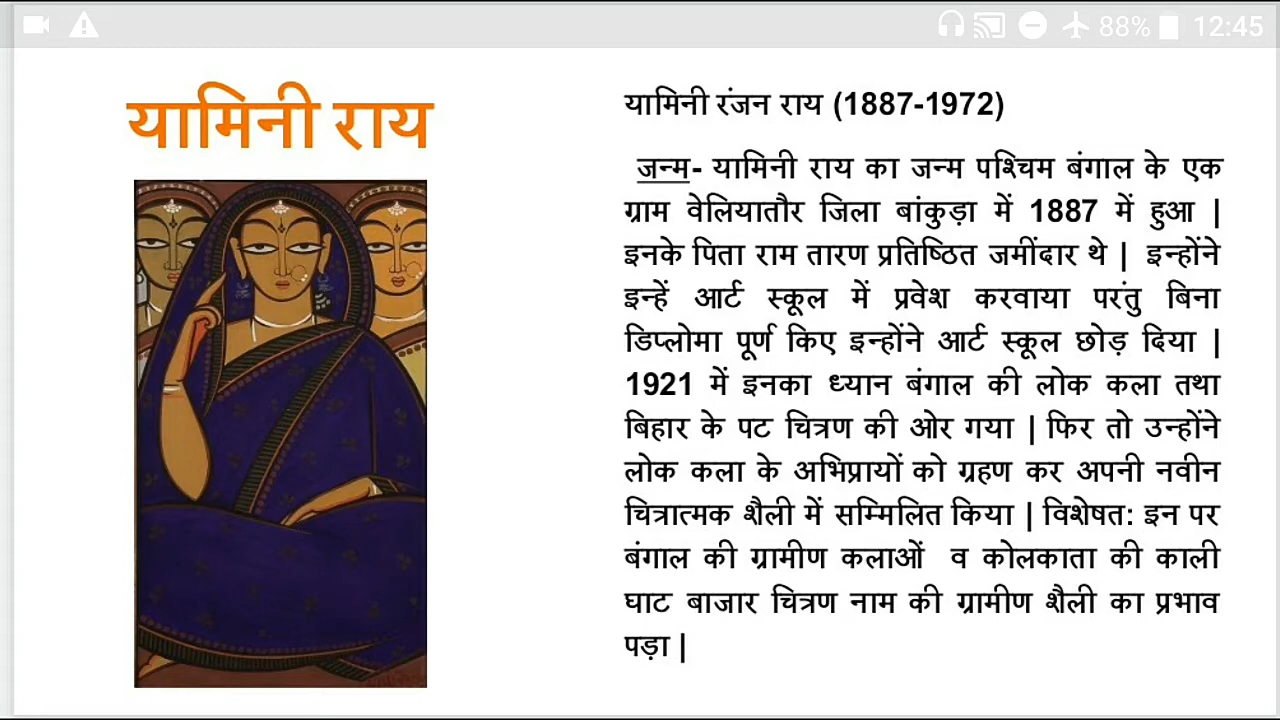 88% 12:45
यामिनी राय
यामिनी रंजन राय (1887-1972)
जन्म- यामिनी राय का जन्म पश्चिम बंगाल के एक
ग्राम वेलियातौर जिला बांकुड़ा में 1887 में हुआ |
इनके पिता राम तारण प्रतिष्ठित जमींदार थे | इन्होंने
इन्हें आर्ट स्कूल में प्रवेश करवाया परंतु बिना
डिप्लोमा पूर्ण किए इन्होंने आर्ट स्कूल छोड़ दिया |
1921 में इनका ध्यान बंगाल की लोक कला तथा
बिहार के पट चित्रण की ओर गया | फिर तो उन्होंने
लोक कला के अभिप्रायों को ग्रहण कर अपनी नवीन
चित्रात्मक शैली में सम्मिलित किया | विशेषत: इन पर
बंगाल की ग्रामीण कलाओं व कोलकाता की काली
घाट बाजार चित्रण नाम की ग्रामीण शैली का प्रभाव
पड़ा |